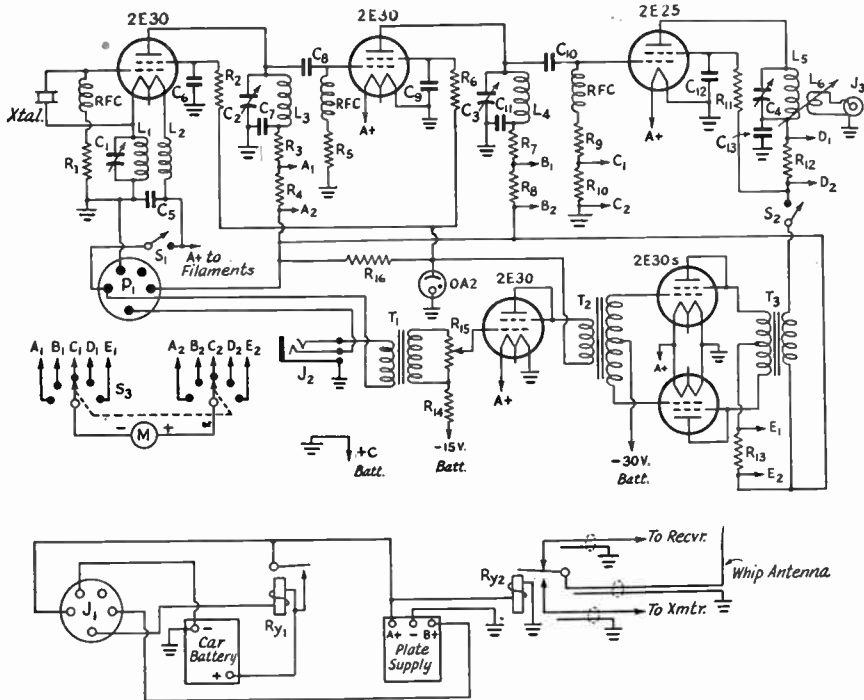 2E30 2E30 2E25
C8 C10 L5
Xtal. RFC C6 R2 C2 C7 L3 RFC C9 R6 C3 C11 L4 RFC C12 R11 C4 L6 J3
A+ A+ C13
R1 C1 L1 L2 R3 R5 R7 R9 C1 R12 D1
A1 B1
R4 R8 R10 D2
C5 A2 B2 C2 S2
S1 A+ to
Filaments
P1 R16 OA2 2E30 2E30s
T1 R15 T2 T3
A1 B1 C1 D1 E1 A2 B2 C2 D2 E2 J2 A+ A+
S3 R14
- M + -15V.
Batt.
+C
Batt.
-30V.
Batt.
E1
R13
E2
To Recvr.
Ry2 Whip Antenna
J1 Ry1 To Xmtr.
- A+ - B+
Car
Battery
+
Plate
Supply